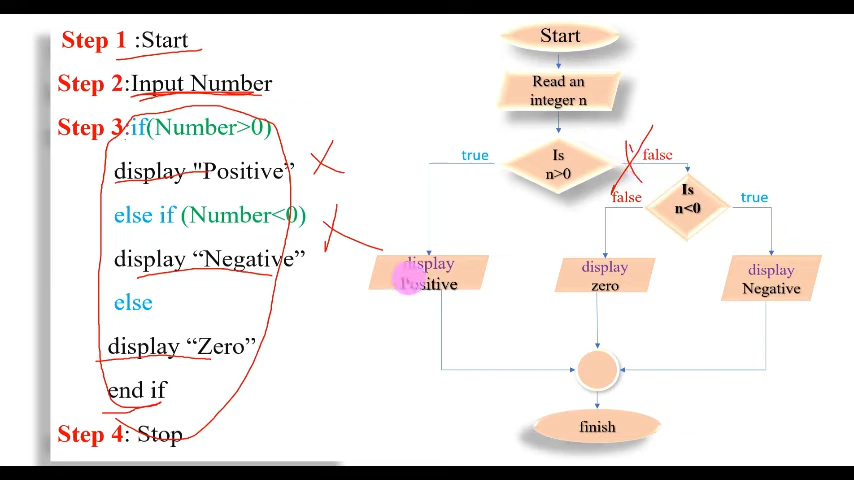 Step 1 :Start
Step 2:Input Number
Step 3:if(Number>0)
display "Positive”
else if (Number<0)
display “Negative”
else
display “Zero”
end if
Step 4: Stop
Start
Read an
integer n
Is
n>0
true
false
Is
n<0
false
true
display
Positive
display
zero
display
Negative
finish